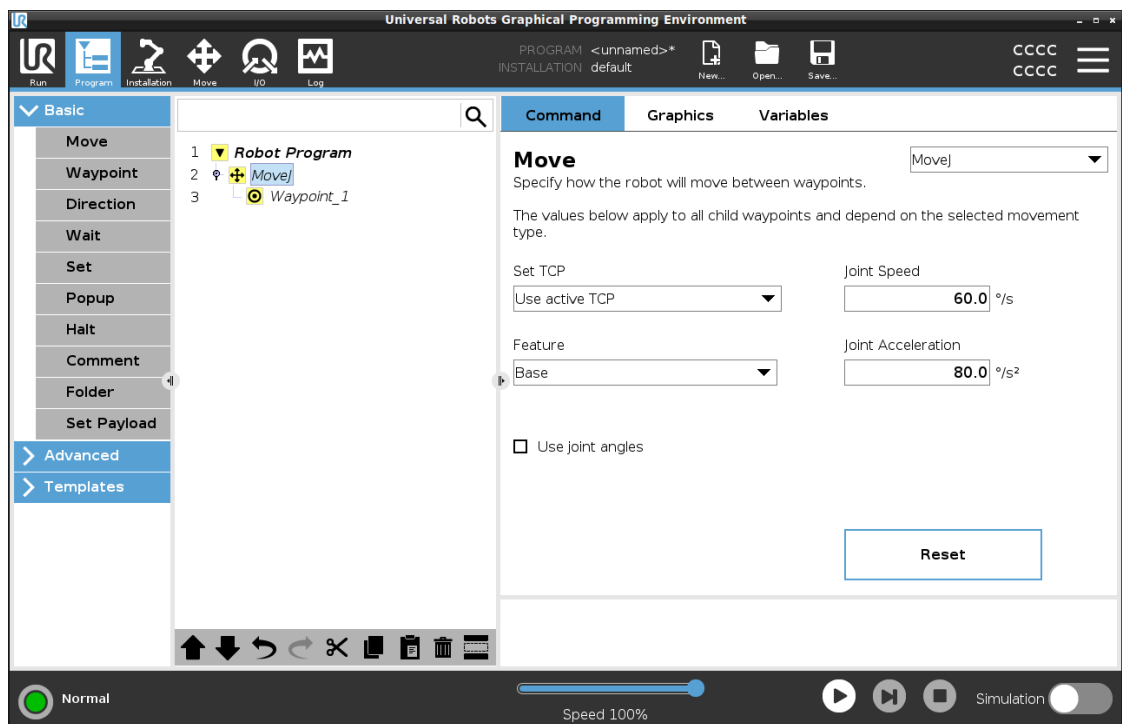 UR
Universal Robots Graphical Programming Environment
UR
Run
Program
Installation
Move
I/O
Log
PROGRAM <unnamed>*
INSTALLATION default
New...
Open...
Save...
cccc
cccc
Basic
Move
Waypoint
Direction
Wait
Set
Popup
Halt
Comment
Folder
Set Payload
Advanced
Templates
1 Robot Program
2 MoveJ
3 Waypoint_1
Command Graphics Variables
Move
MoveJ
Specify how the robot will move between waypoints.
The values below apply to all child waypoints and depend on the selected movement
type.
Set TCP
Use active TCP
Joint Speed
60.0 °/s
Feature
Base
Joint Acceleration
80.0 °/s²
Use joint angles
Reset
Normal
Speed 100%
Simulation